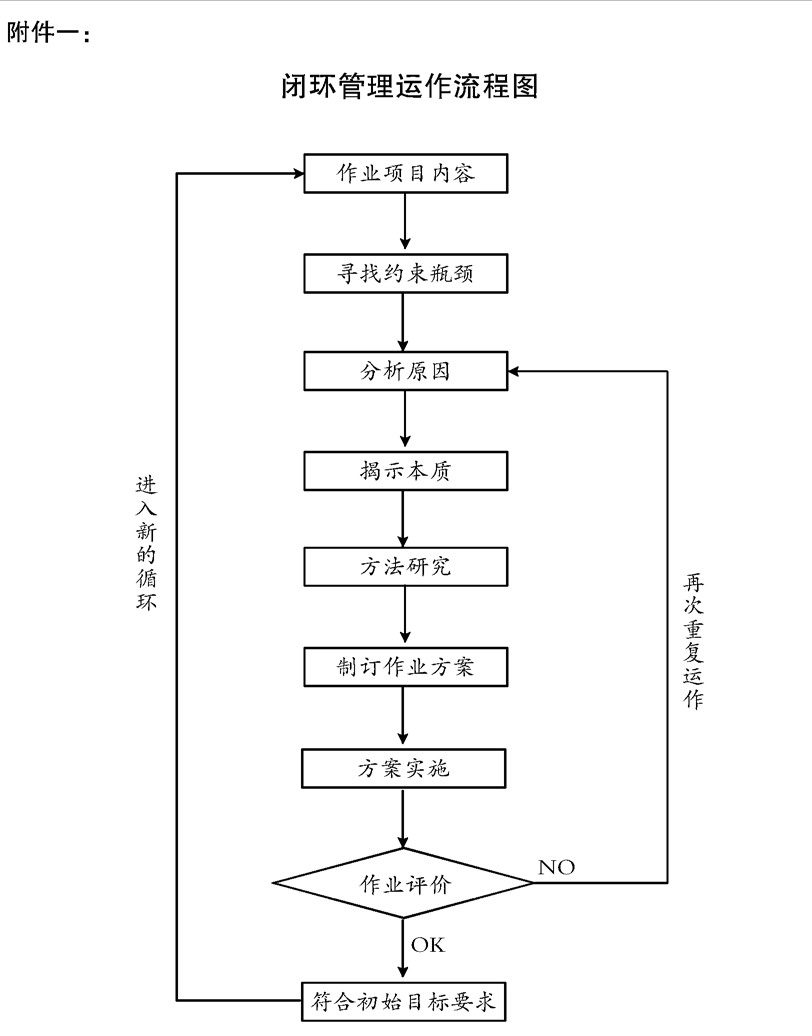 附件一：
闭环管理运作流程图
作业项目内容
寻找约束瓶颈
分析原因
揭示本质
方法研究
制订作业方案
方案实施
作业评价
NO
OK
符合初始目标要求
进入新的循环
再次重复运作